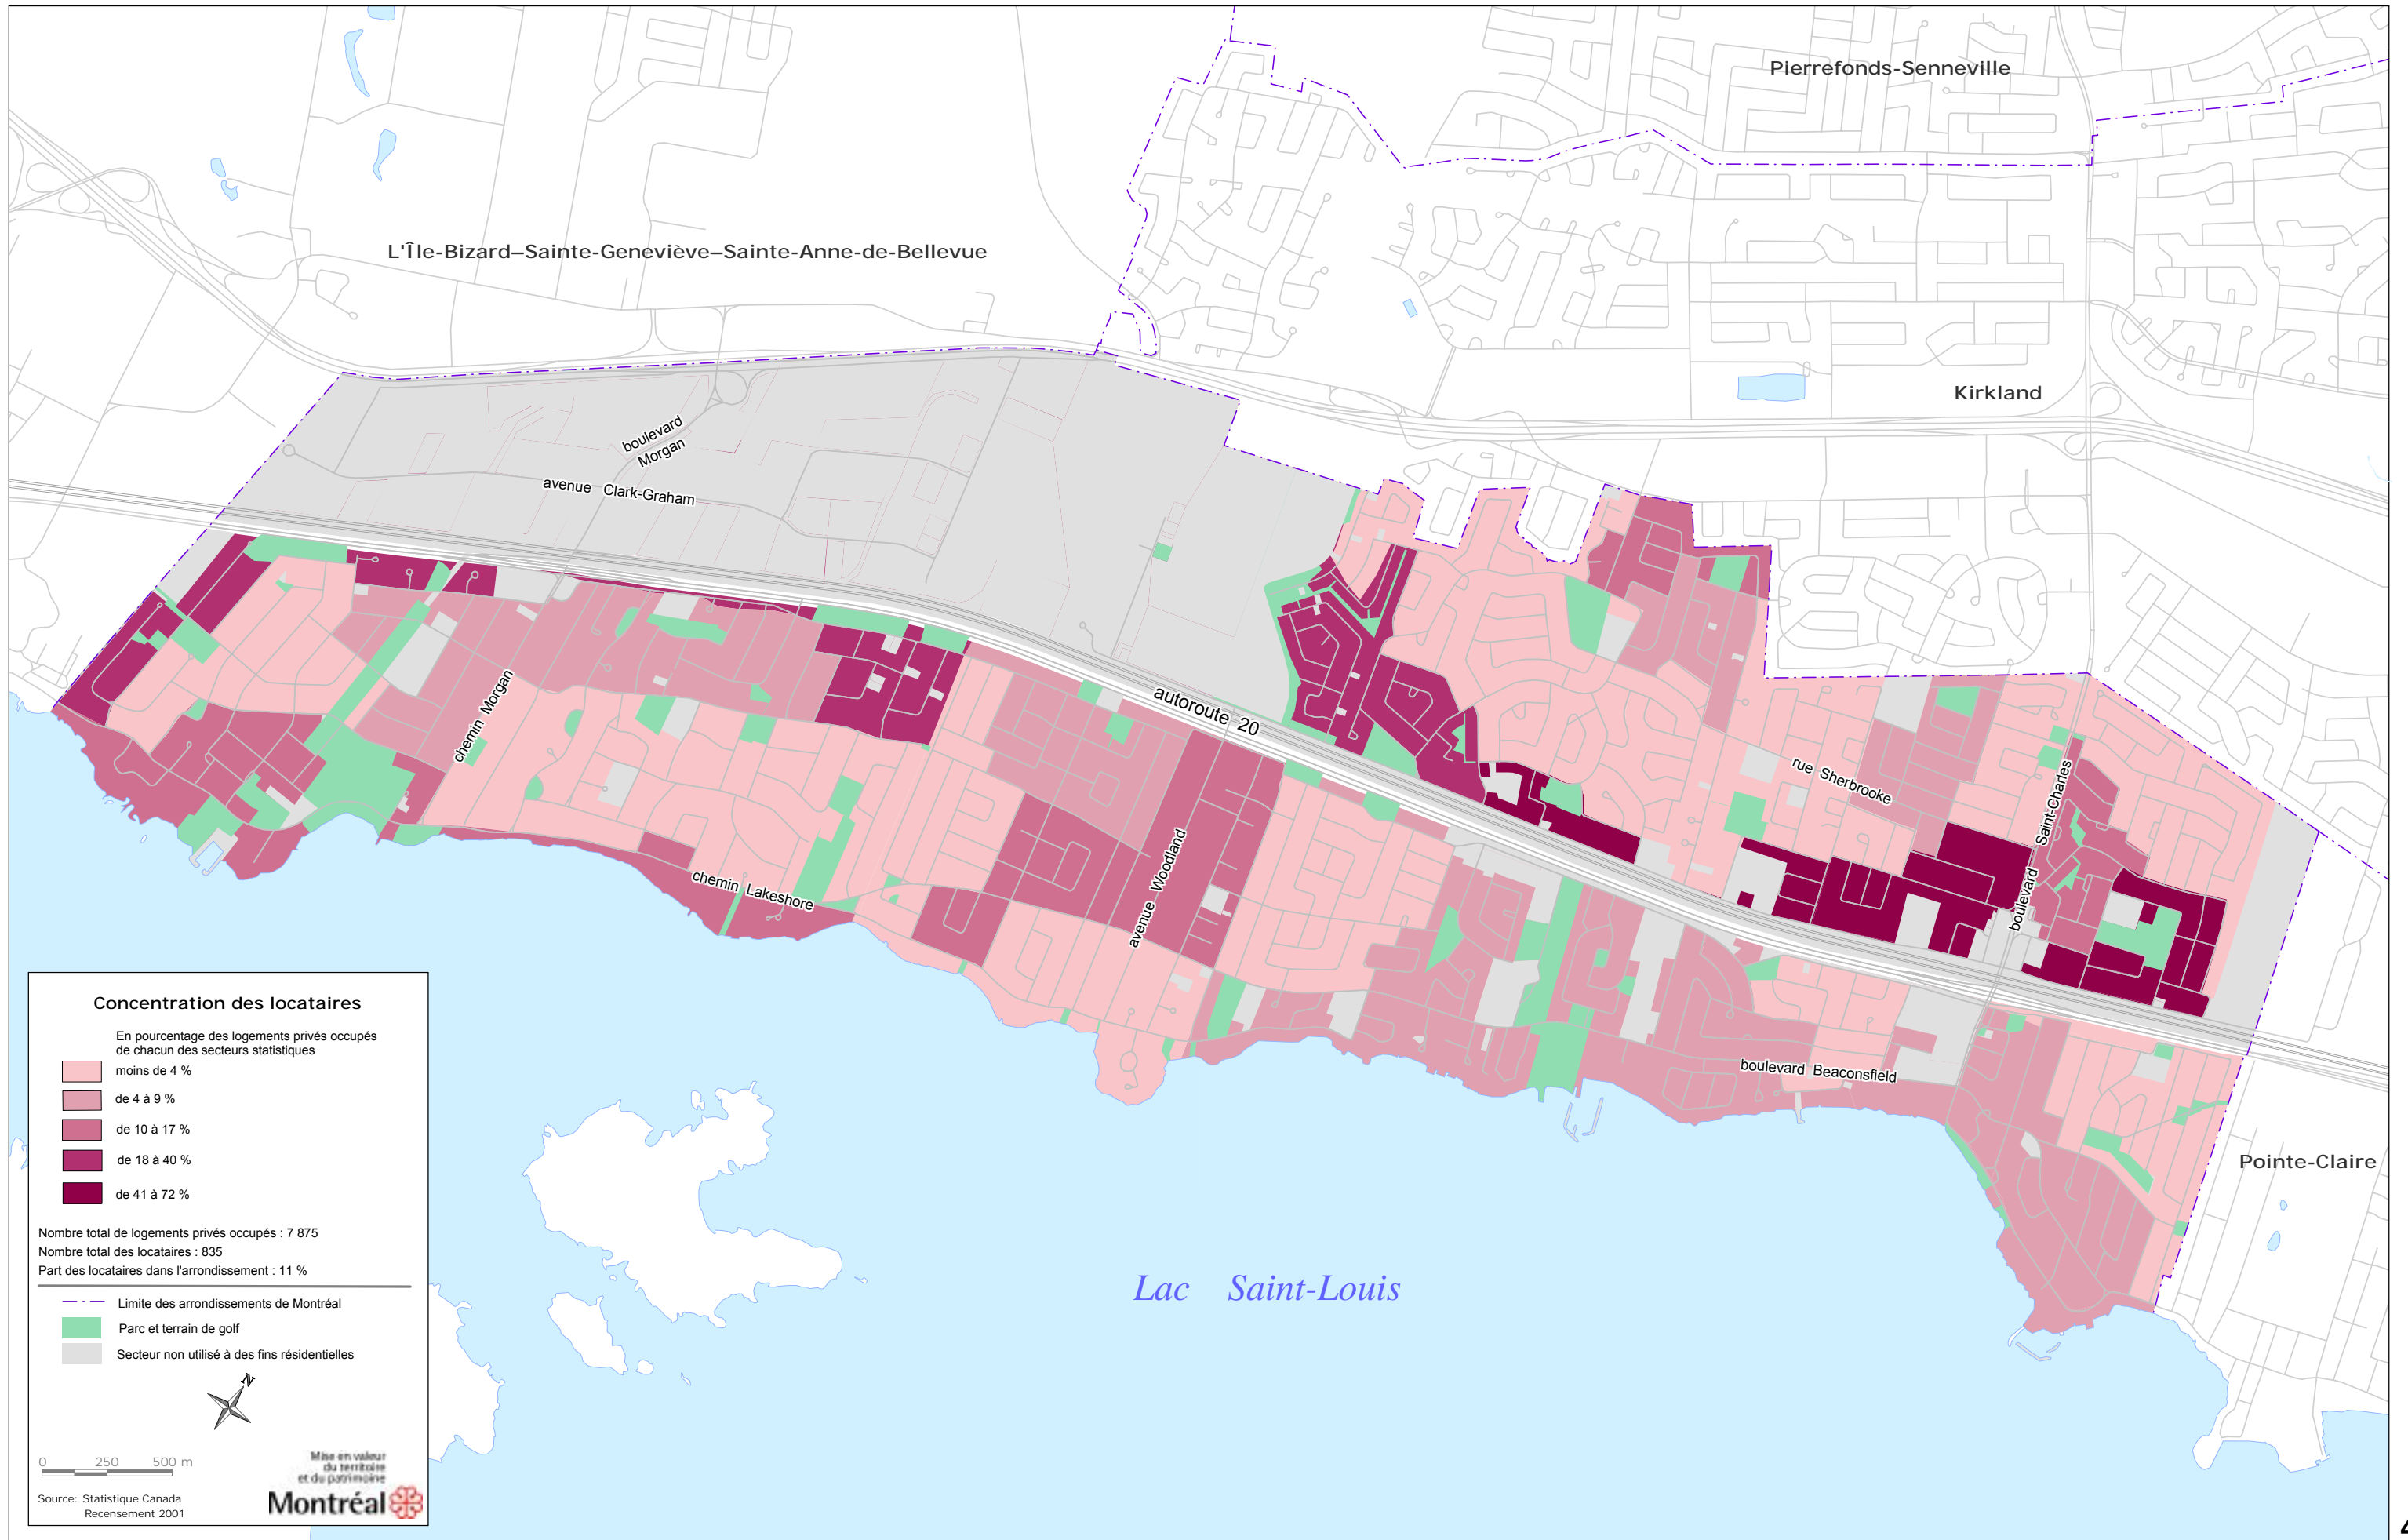 Pierrefonds-Senneville
L'Île-Bizard–Sainte-Geneviève–Sainte-Anne-de-Bellevue
Kirkland
boulevard
Morgan
avenue Clark-Graham
chemin Morgan
autoroute 20
rue Sherbrooke
boulevard Saint-Charles
avenue Woodland
chemin Lakeshore
boulevard Beaconsfield
Pointe-Claire
Lac Saint-Louis
Concentration des locataires
En pourcentage des logements privés occupés
de chacun des secteurs statistiques
moins de 4 %
de 4 à 9 %
de 10 à 17 %
de 18 à 40 %
de 41 à 72 %
Nombre total de logements privés occupés : 7 875
Nombre total des locataires : 835
Part des locataires dans l'arrondissement : 11 %
Limite des arrondissements de Montréal
Parc et terrain de golf
Secteur non utilisé à des fins résidentielles
N
0 250 500 m
Mise en valeur
du territoire
et du patrimoine
Montréal
Source: Statistique Canada
Recensement 2001